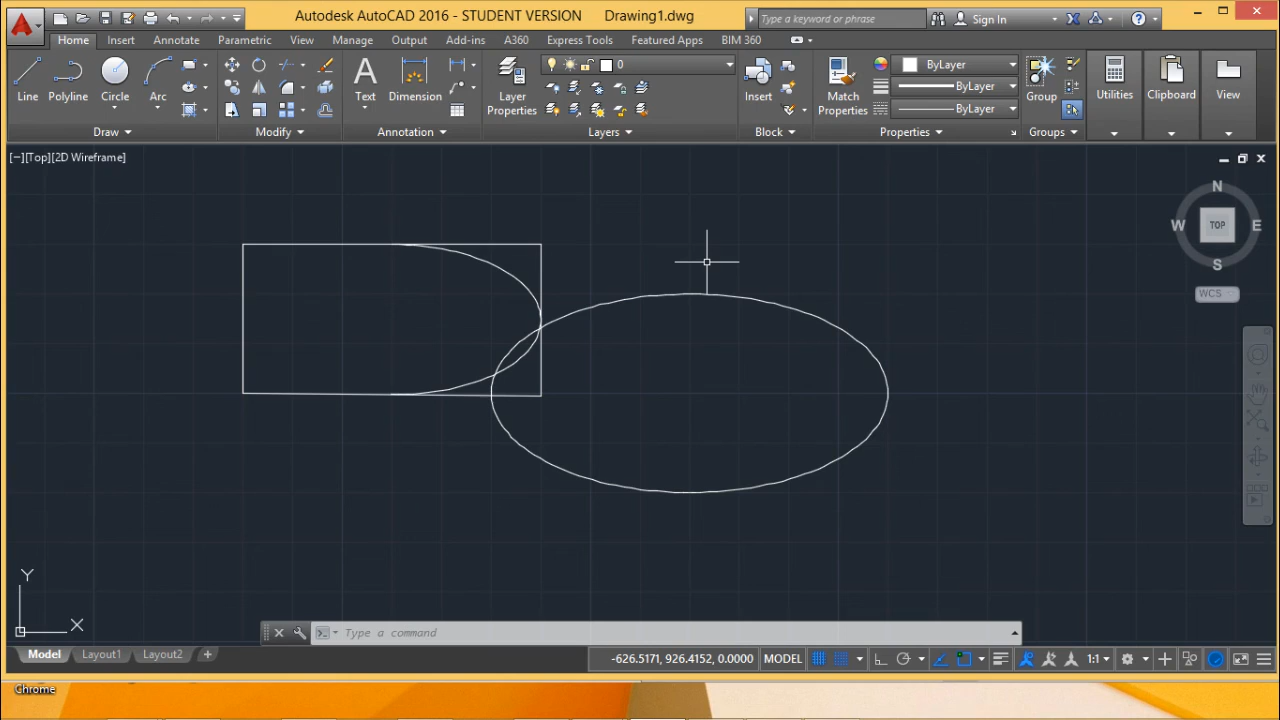 Autodesk AutoCAD 2016 - STUDENT VERSION Drawing1.dwg
Type a keyword or phrase
Sign In
Home Insert Annotate Parametric View Manage Output Add-ins A360 Express Tools Featured Apps BIM 360
0
ByLayer
ByLayer
ByLayer
Line Polyline Circle Arc
A
Text Dimension
Layer
Properties
Insert
Match
Properties
Group
Utilities Clipboard View
Draw Modify Annotation Layers Block Properties Groups
[−][Top][2D Wireframe]
N
W TOP E
S
WCS
Y
X
Type a command
Model Layout1 Layout2 +
-626.5171, 926.4152, 0.0000 MODEL 1:1
Chrome